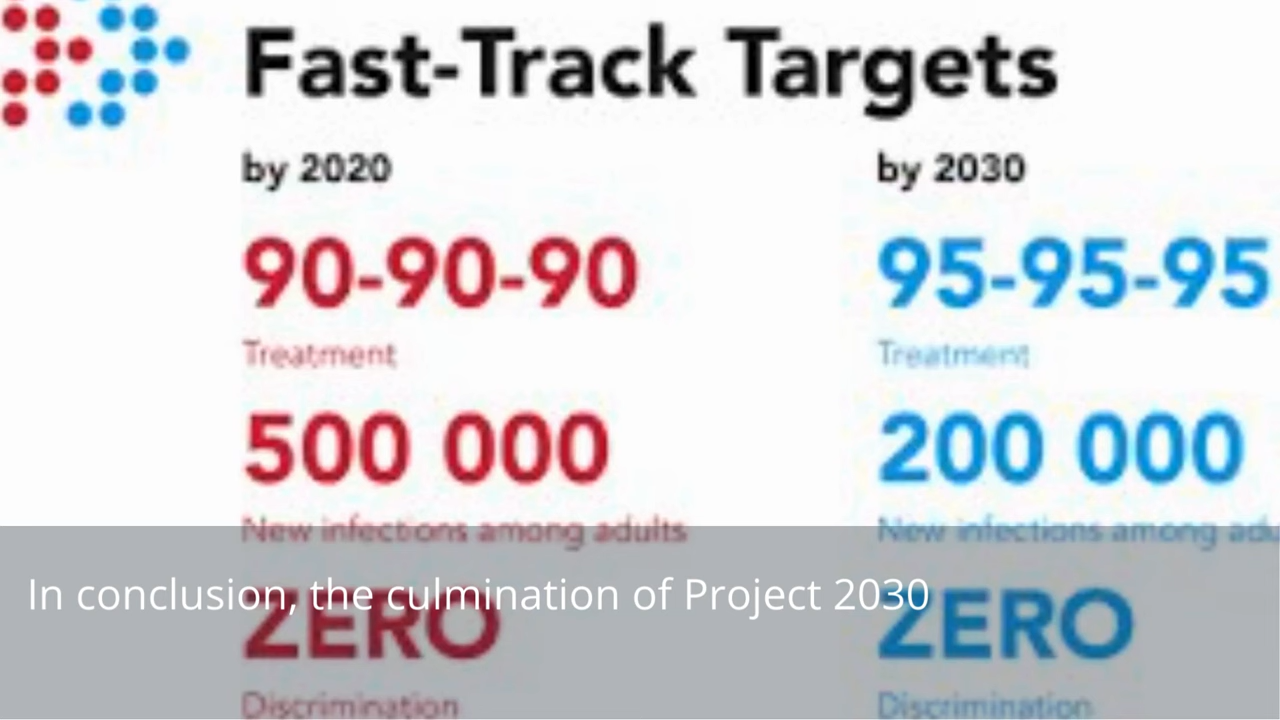 Fast-Track Targets
by 2020 by 2030
90-90-90 95-95-95
Treatment Treatment
500 000 200 000
New infections among adults New infections among
In conclusion, the culmination of Project 2030
ZERO ZERO
Discrimination Discrimination